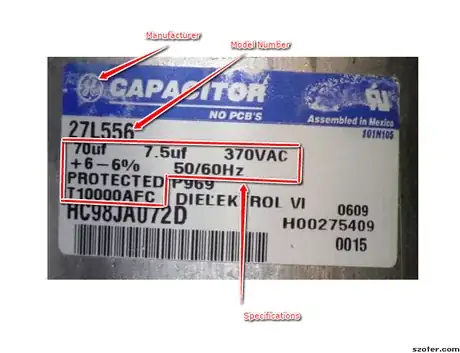 Manufacturer
Model Number
CAPACITOR
NO PCB'S
Assembled in Mexico
101N105
27L556
70uf 7.5uf 370VAC
+6-6% 50/60Hz
PROTECTED P969
T10000AFC DIELEKTROL VI 0609
HC98JA072D H00275409
0015
Specifications
szoter.com